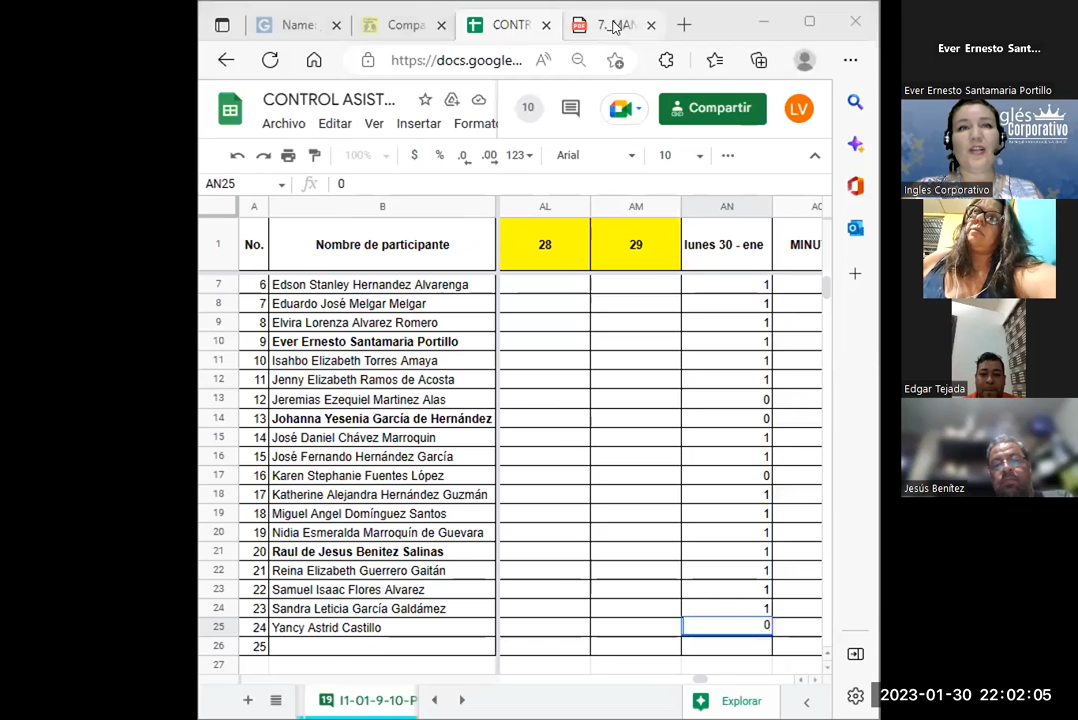 Name:
Compa
CONTR
7._MAN
https://docs.google...
CONTROL ASIST...
Archivo Editar Ver Insertar Formato
10
Compartir
LV
100% $ % .0 .00 123 Arial 10
AN25 fx 0
A B AL AM AN AC
1 No. Nombre de participante 28 29 lunes 30 - ene MINUT
7 6 Edson Stanley Hernandez Alvarenga 1
8 7 Eduardo José Melgar Melgar 1
9 8 Elvira Lorenza Alvarez Romero 1
10 9 Ever Ernesto Santamaria Portillo 1
11 10 Isahbo Elizabeth Torres Amaya 1
12 11 Jenny Elizabeth Ramos de Acosta 1
13 12 Jeremias Ezequiel Martinez Alas 0
14 13 Johanna Yesenia García de Hernández 0
15 14 José Daniel Chávez Marroquin 1
16 15 José Fernando Hernández García 1
17 16 Karen Stephanie Fuentes López 0
18 17 Katherine Alejandra Hernández Guzmán 1
19 18 Miguel Angel Domínguez Santos 1
20 19 Nidia Esmeralda Marroquín de Guevara 1
21 20 Raul de Jesus Benitez Salinas 1
22 21 Reina Elizabeth Guerrero Gaitán 1
23 22 Samuel Isaac Flores Alvarez 1
24 23 Sandra Leticia García Galdámez 1
25 24 Yancy Astrid Castillo 0
26 25
27
19 I1-01-9-10-P
Explorar
Ever Ernesto Sant...
Ever Ernesto Santamaria Portillo
glés
Corporativo
Ingles Corporativo
Edgar Tejada
Jesús Benítez
2023-01-30 22:02:05